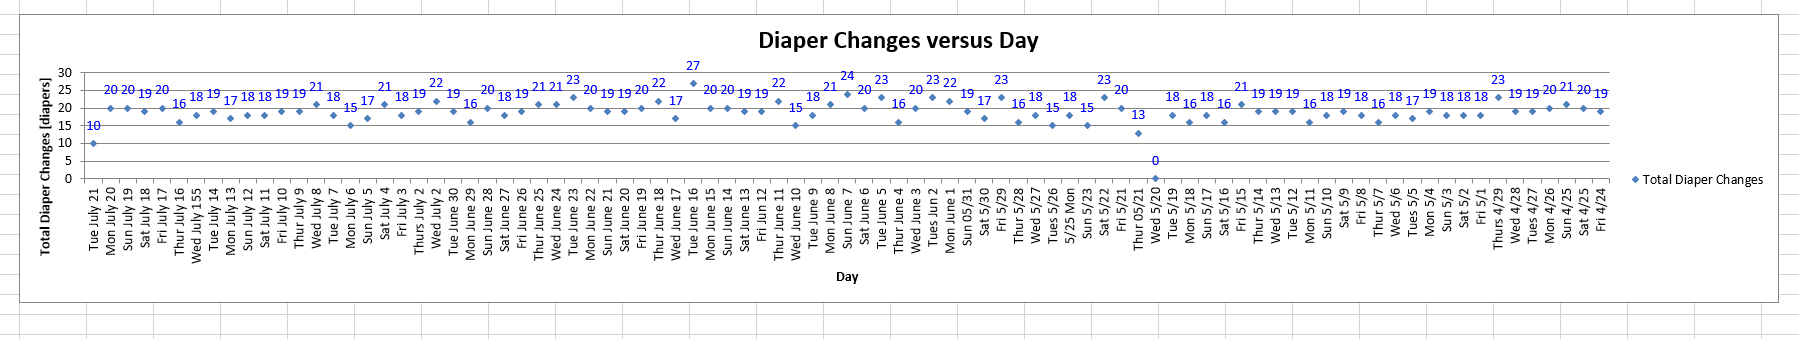 Diaper Changes versus Day
Total Diaper Changes [diapers]
30
25
20
15
10
5
0
10 20 20 19 20 16 18 19 17 18 18 19 19 21 18 15 17 21 18 19 22 19 16 20 18 19 21 21 23 20 19 19 20 22 17 27 20 20 19 19 22 15 18 21 24 20 23 16 20 23 22 19 17 23 16 18 15 18 15 23 20 13 0 18 16 18 16 21 19 19 19 16 18 19 18 16 18 17 19 18 18 18 23 19 19 20 21 20 19
Tue July 21
Mon July 20
Sun July 19
Sat July 18
Fri July 17
Thur July 16
Wed July 155
Tue July 14
Mon July 13
Sun July 12
Sat July 11
Fri July 10
Thur July 9
Wed July 8
Tue July 7
Mon July 6
Sun July 5
Sat July 4
Fri July 3
Thurs July 2
Wed July 2
Tue June 30
Mon June 29
Sun June 28
Sat June 27
Fri June 26
Thur June 25
Wed June 24
Tue June 23
Mon June 22
Sun June 21
Sat June 20
Fri June 19
Thur June 18
Wed June 17
Tue June 16
Mon June 15
Sun June 14
Sat June 13
Fri Jun 12
Thur June 11
Wed June 10
Tue June 9
Mon June 8
Sun June 7
Sat June 6
Tue June 5
Thur June 4
Wed June 3
Tues Jun 2
Mon June 1
Sun 05/31
Sat 5/30
Fri 5/29
Thur 5/28
Wed 5/27
Tues 5/26
5/25 Mon
Sun 5/23
Sat 5/22
Fri 5/21
Thur 05/21
Wed 5/20
Tue 5/19
Mon 5/18
Sun 5/17
Sat 5/16
Fri 5/15
Thur 5/14
Wed 5/13
Tue 5/12
Mon 5/11
Sun 5/10
Sat 5/9
Fri 5/8
Thur 5/7
Wed 5/6
Tues 5/5
Mon 5/4
Sun 5/3
Sat 5/2
Fri 5/1
Thurs 4/29
Wed 4/28
Tues 4/27
Mon 4/26
Sun 4/25
Sat 4/25
Fri 4/24
Day
Total Diaper Changes